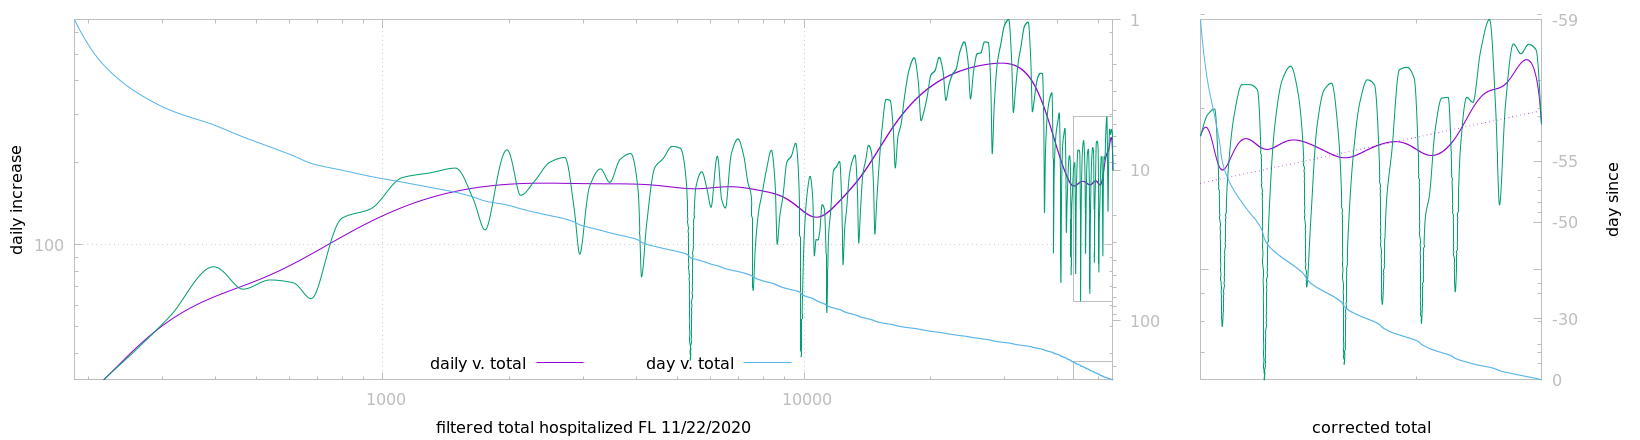 1
-59
daily increase
100
10
100
daily v. total
day v. total
1000
10000
filtered total hospitalized FL 11/22/2020
-55
-50
-30
0
day since
corrected total